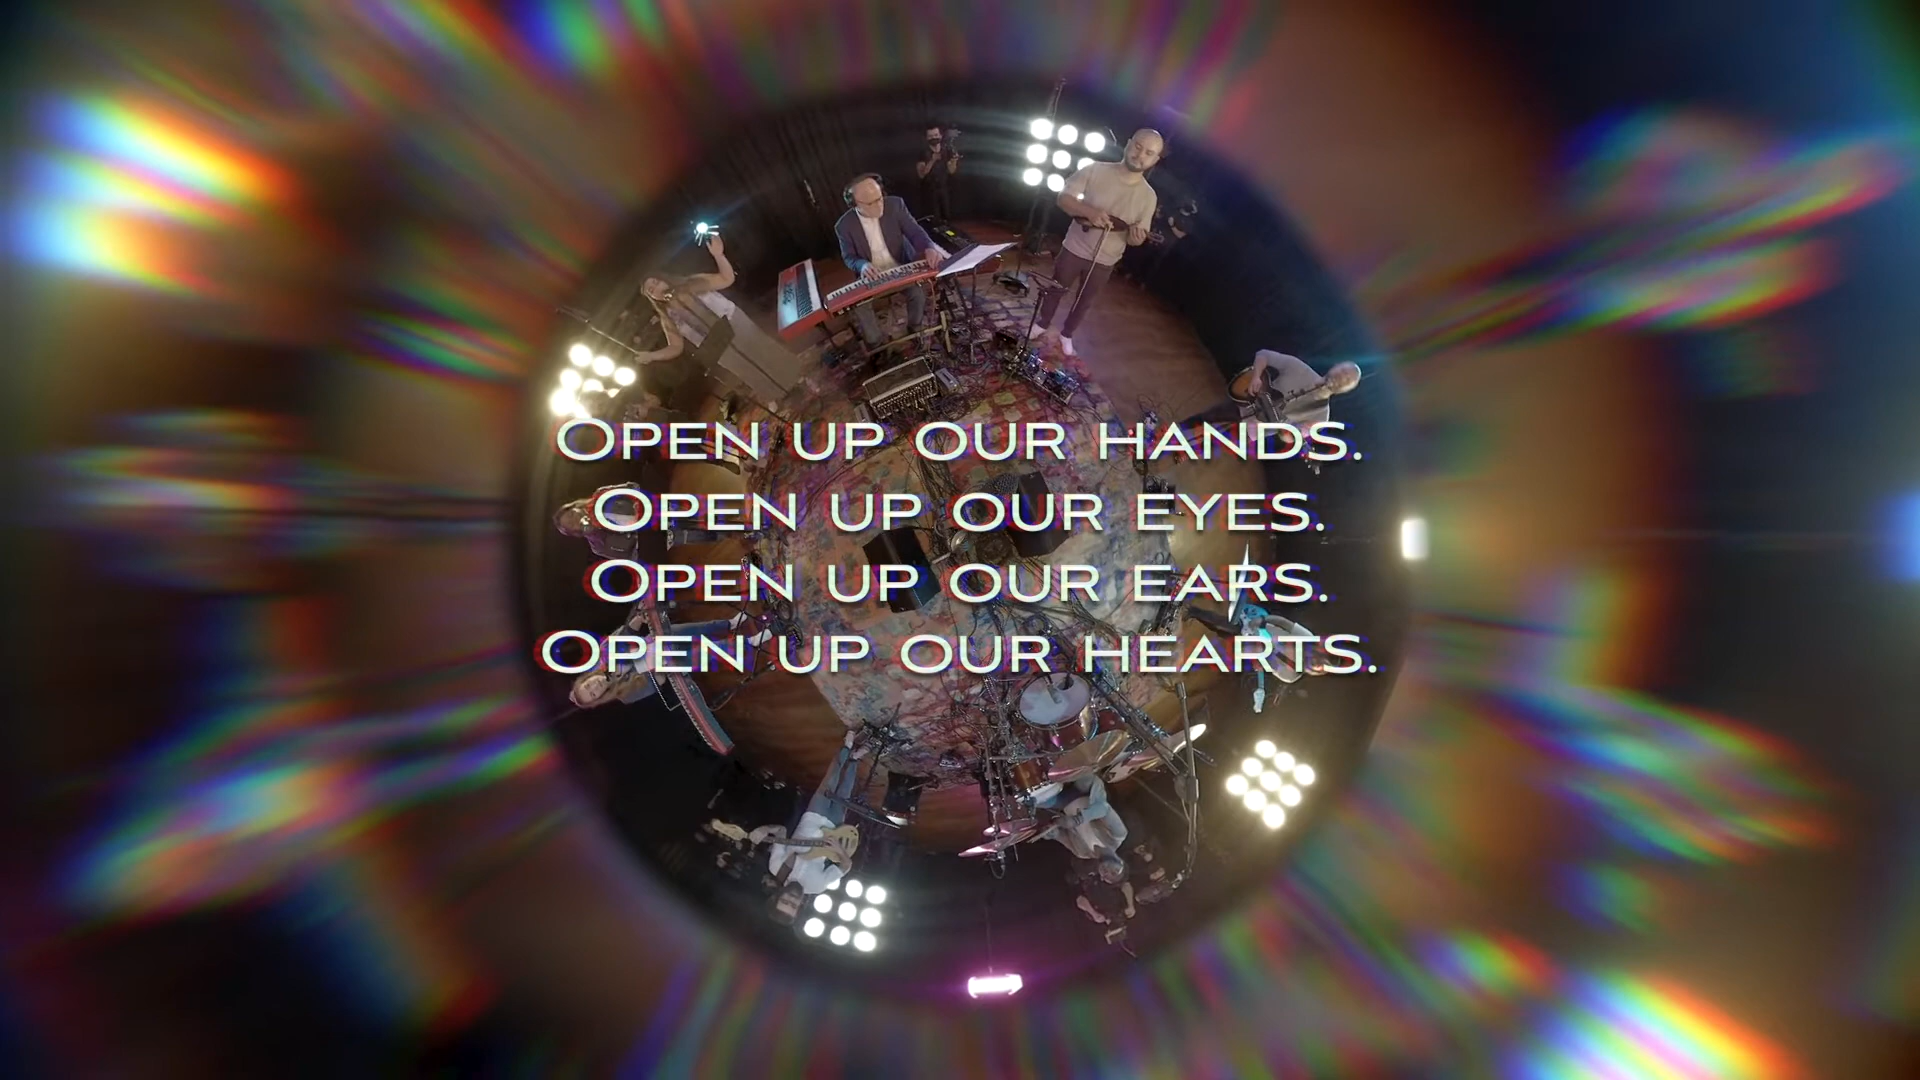 Open up our hands.
Open up our eyes.
Open up our ears.
Open up our hearts.